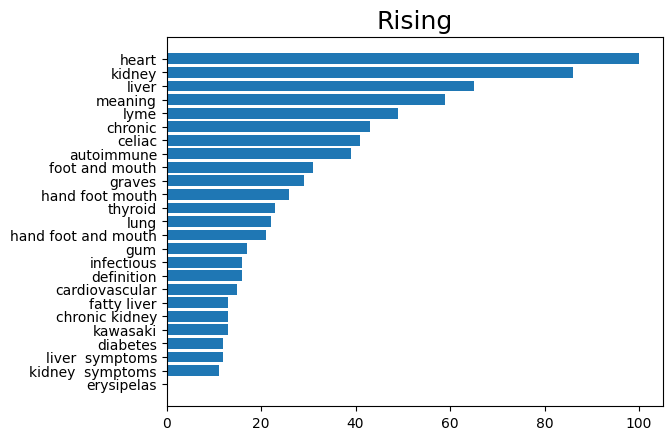 Rising
heart
kidney
liver
meaning
lyme
chronic
celiac
autoimmune
foot and mouth
graves
hand foot mouth
thyroid
lung
hand foot and mouth
gum
infectious
definition
cardiovascular
fatty liver
chronic kidney
kawasaki
diabetes
liver  symptoms
kidney  symptoms
erysipelas
0 20 40 60 80 100